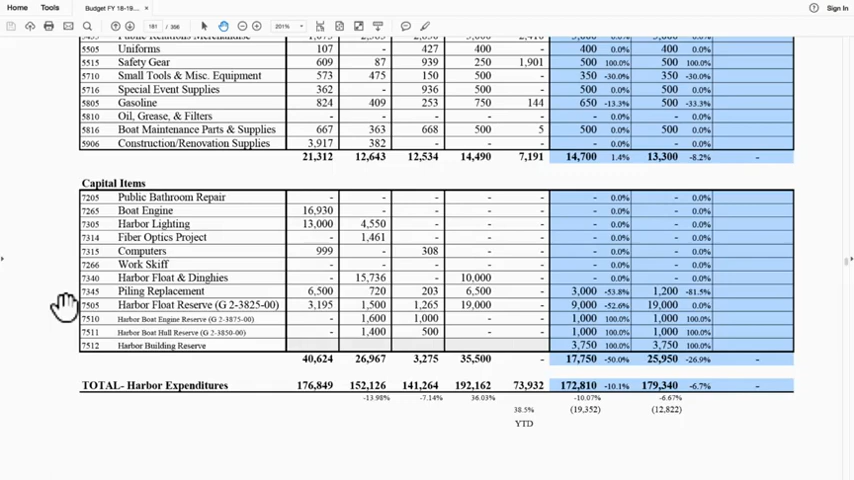 Home Tools Budget FY 18-19.... × Sign In
181 / 356 201%
5505 Uniforms 107 - 427 400 - 400 0.0% 400 0.0%
5515 Safety Gear 609 87 939 250 1,901 500 100.0% 500 100.0%
5710 Small Tools & Misc. Equipment 573 475 150 500 350 -30.0% 350 -30.0%
5716 Special Event Supplies 362 - 936 500 - 500 0.0% 500 0.0%
5805 Gasoline 824 409 253 750 144 650 -13.3% 500 -33.3%
5810 Oil, Grease, & Filters - - - - - - 0.0% - 0.0%
5816 Boat Maintenance Parts & Supplies 667 363 668 500 5 500 0.0% 500 0.0%
5906 Construction/Renovation Supplies 3,917 382 - - - - 0.0% - 0.0%
21,312 12,643 12,534 14,490 7,191 14,700 1.4% 13,300 -8.2% -
Capital Items
7205 Public Bathroom Repair - - - - - - 0.0% - 0.0%
7265 Boat Engine 16,930 - - - - - 0.0% - 0.0%
7305 Harbor Lighting 13,000 4,550 - - - - 0.0% - 0.0%
7314 Fiber Optics Project - 1,461 - - - - 0.0% - 0.0%
7315 Computers 999 - 308 - - - 0.0% - 0.0%
7266 Work Skiff - - - - - - 0.0% - 0.0%
7340 Harbor Float & Dinghies - 15,736 - 10,000 - - 0.0% - 0.0%
7345 Piling Replacement 6,500 720 203 6,500 - 3,000 -53.8% 1,200 -81.5%
7505 Harbor Float Reserve (G 2-3825-00) 3,195 1,500 1,265 19,000 - 9,000 -52.6% 19,000 0.0%
7510 Harbor Boat Engine Reserve (G 2-3875-00) - 1,600 1,000 - - 1,000 100.0% 1,000 100.0%
7511 Harbor Boat Hull Reserve (G 2-3850-00) - 1,400 500 - - 1,000 100.0% 1,000 100.0%
7512 Harbor Building Reserve 3,750 100.0% 3,750 100.0%
40,624 26,967 3,275 35,500 - 17,750 -50.0% 25,950 -26.9% -
TOTAL- Harbor Expenditures 176,849 152,126 141,264 192,162 73,932 172,810 -10.1% 179,340 -6.7% -
-13.98% -7.14% 36.03% -10.07% -6.67%
38.5% (19,352) (12,822)
YTD